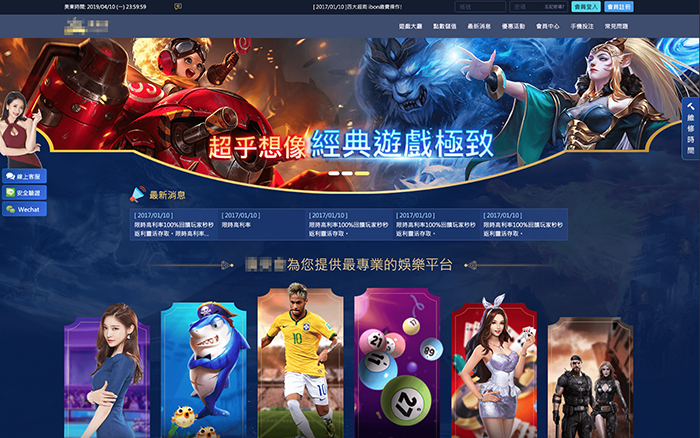 美東時間: 2019/04/10 (一) 23:59:59
[ 2017/01/10 ]四大超商 ibon繳費操作!
帳號
密碼
忘記密碼?
會員登入
會員註冊
遊戲大廳 點數儲值 最新消息 優惠活動 會員中心 手機投注 常見問題
超乎想像 經典遊戲極致
維修時間
線上客服
安全驗證
Wechat
最新消息
[ 2017/01/10 ]
限時高利率100%回饋玩家秒秒
返利靈活存取。限時高利率...
[ 2017/01/10 ]
限時高利率
[ 2017/01/10 ]
限時高利率100%回饋玩家秒秒
返利靈活存取。
[ 2017/01/10 ]
限時高利率100%回饋玩家秒秒
返利靈活存取。
[ 2017/01/10 ]
限時高利率100%回饋玩家秒秒
返利靈活存取。
為您提供最專業的娛樂平台
10
10
21
11
89
27